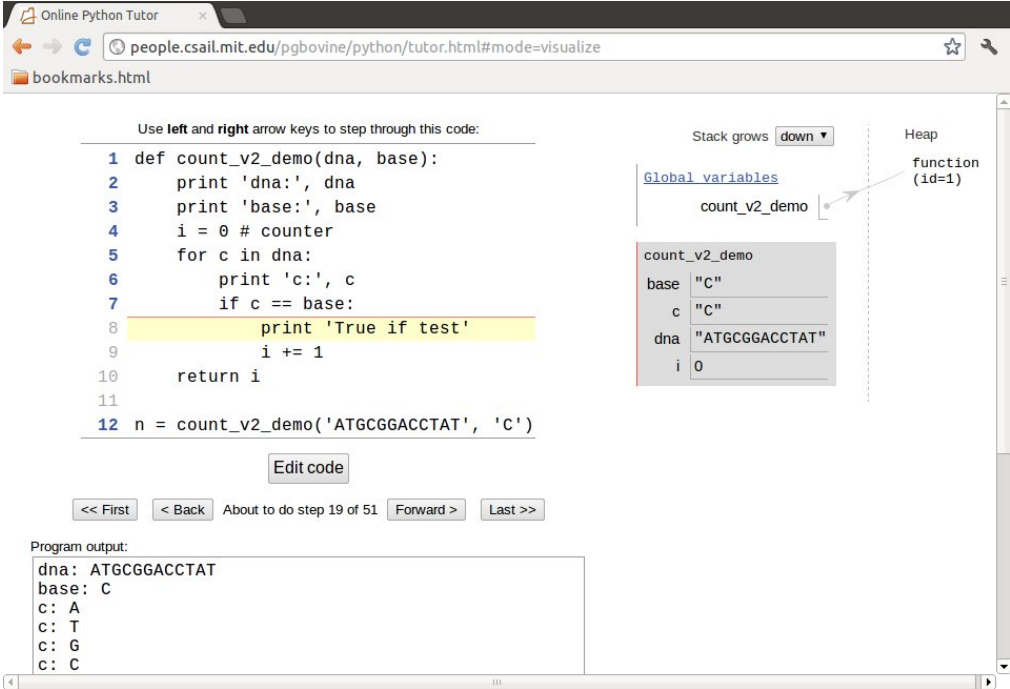 Online Python Tutor ×
people.csail.mit.edu/pgbovine/python/tutor.html#mode=visualize
bookmarks.html
Use left and right arrow keys to step through this code:
1 def count_v2_demo(dna, base):
2     print 'dna:', dna
3     print 'base:', base
4     i = 0 # counter
5     for c in dna:
6         print 'c:', c
7         if c == base:
8             print 'True if test'
9             i += 1
10     return i
11
12 n = count_v2_demo('ATGCGGACCTAT', 'C')
Edit code
<< First < Back About to do step 19 of 51 Forward > Last >>
Program output:
dna: ATGCGGACCTAT
base: C
c: A
c: T
c: G
c: C
Stack grows down ▼
Global variables
count_v2_demo
count_v2_demo
base "C"
c "C"
dna "ATGCGGACCTAT"
i 0
Heap
function
(id=1)